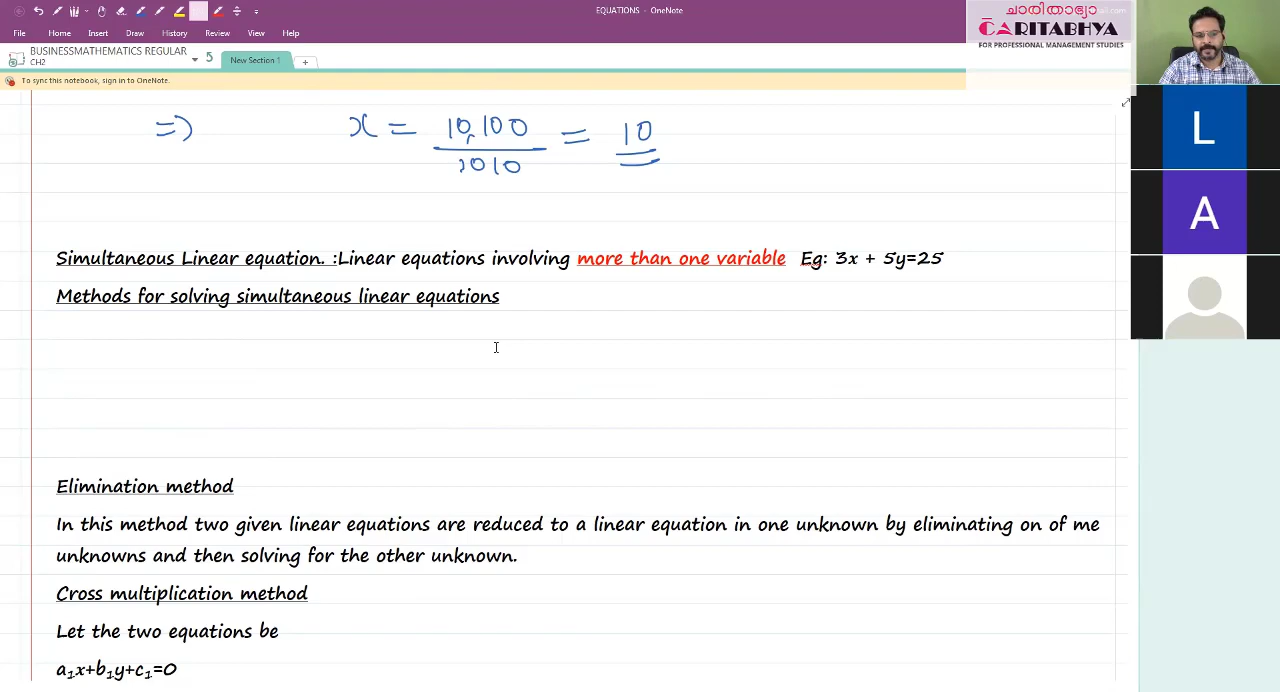 EQUATIONS - OneNote
ചാരിതാഭ്യാ
CARITABHYA
FOR PROFESSIONAL MANAGEMENT STUDIES
File Home Insert Draw History Review View Help
BUSINESSMATHEMATICS REGULAR
CH2
New Section 1
To sync this notebook, sign in to OneNote.
=> x = 10,100 = 10
1010
Simultaneous Linear equation. :Linear equations involving more than one variable Eg: 3x + 5y=25
Methods for solving simultaneous linear equations
Elimination method
In this method two given linear equations are reduced to a linear equation in one unknown by eliminating on of me
unknowns and then solving for the other unknown.
Cross multiplication method
Let the two equations be
a₁x+b₁y+c₁=0
L
A